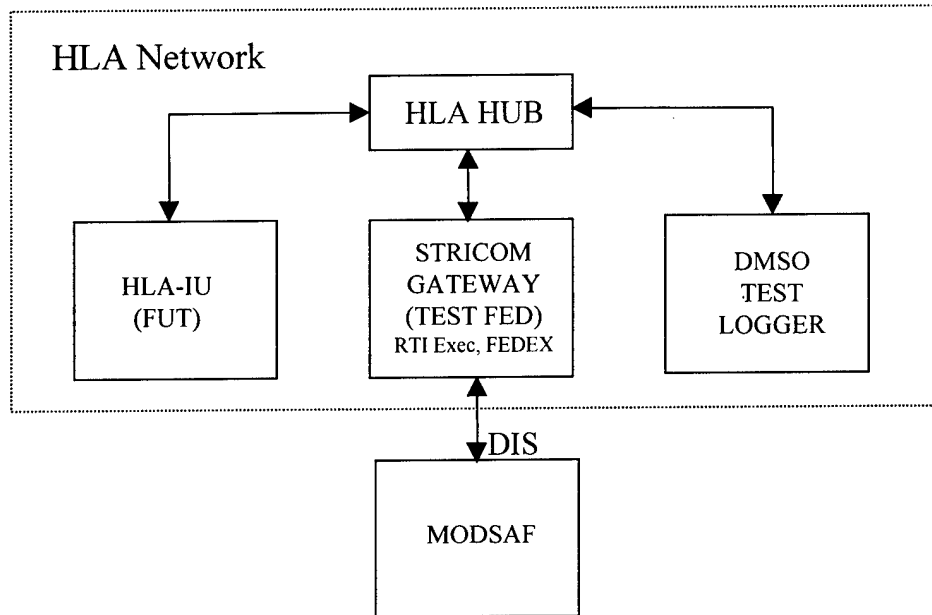 HLA Network
HLA HUB
HLA-IU
(FUT)
STRICOM
GATEWAY
(TEST FED)
RTI Exec, FEDEX
DMSO
TEST
LOGGER
DIS
MODSAF